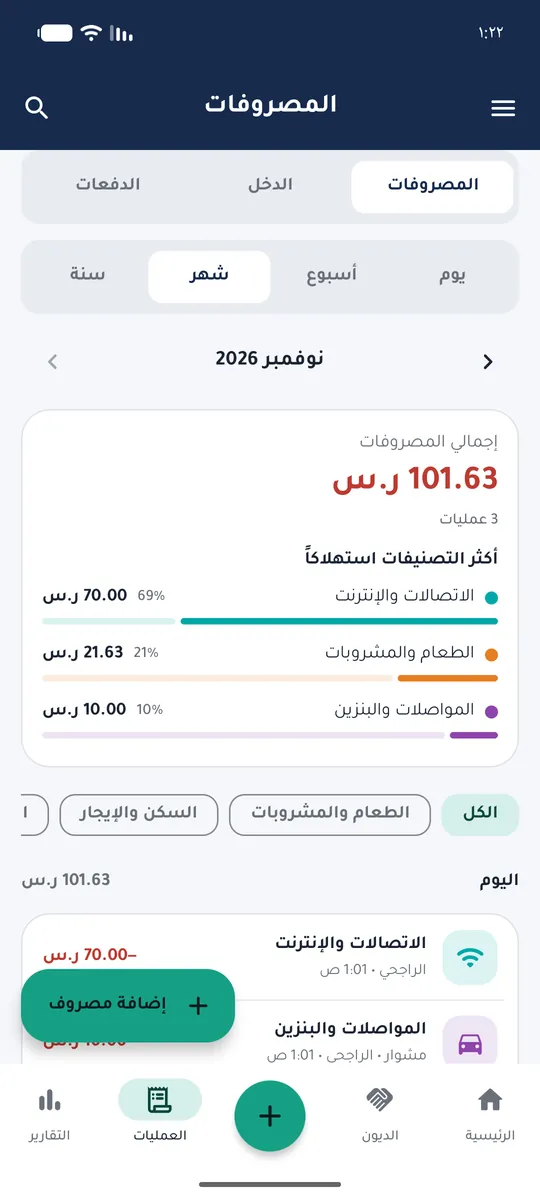 ١:٢٢
المصروفات
المصروفات الدخل الدفعات
يوم أسبوع شهر سنة
نوفمبر 2026
إجمالي المصروفات
101.63 ر.س
3 عمليات
أكثر التصنيفات استهلاكاً
الاتصالات والإنترنت 69% 70.00 ر.س
الطعام والمشروبات 21% 21.63 ر.س
المواصلات والبنزين 10% 10.00 ر.س
الكل الطعام والمشروبات السكن والإيجار
اليوم 101.63 ر.س
الاتصالات والإنترنت
الراجحي • 1:01 ص
–70.00 ر.س
المواصلات والبنزين
مشوار • الراجحي • 1:01 ص
إضافة مصروف
الرئيسية الديون العمليات التقارير